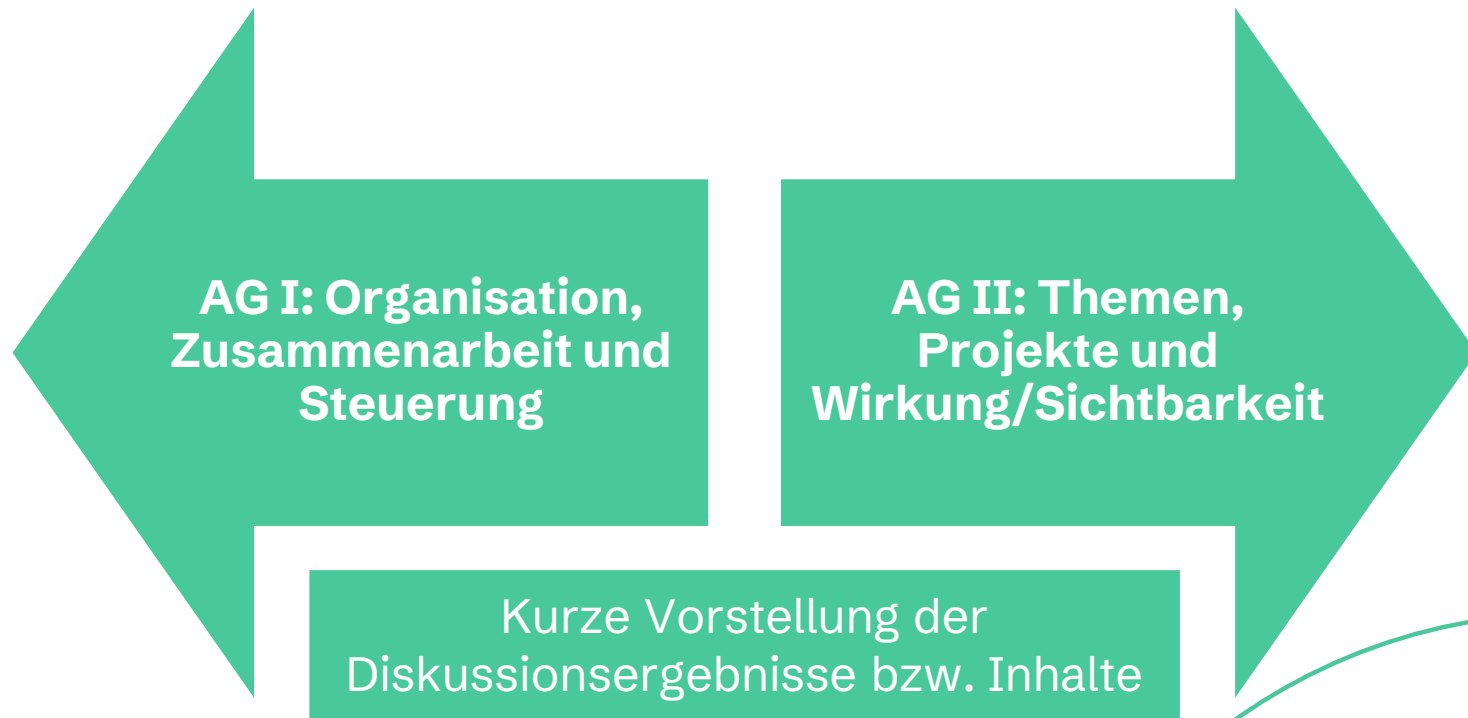 AG I: Organisation,
Zusammenarbeit und
Steuerung
AG II: Themen,
Projekte und
Wirkung/Sichtbarkeit
Kurze Vorstellung der
Diskussionsergebnisse bzw. Inhalte